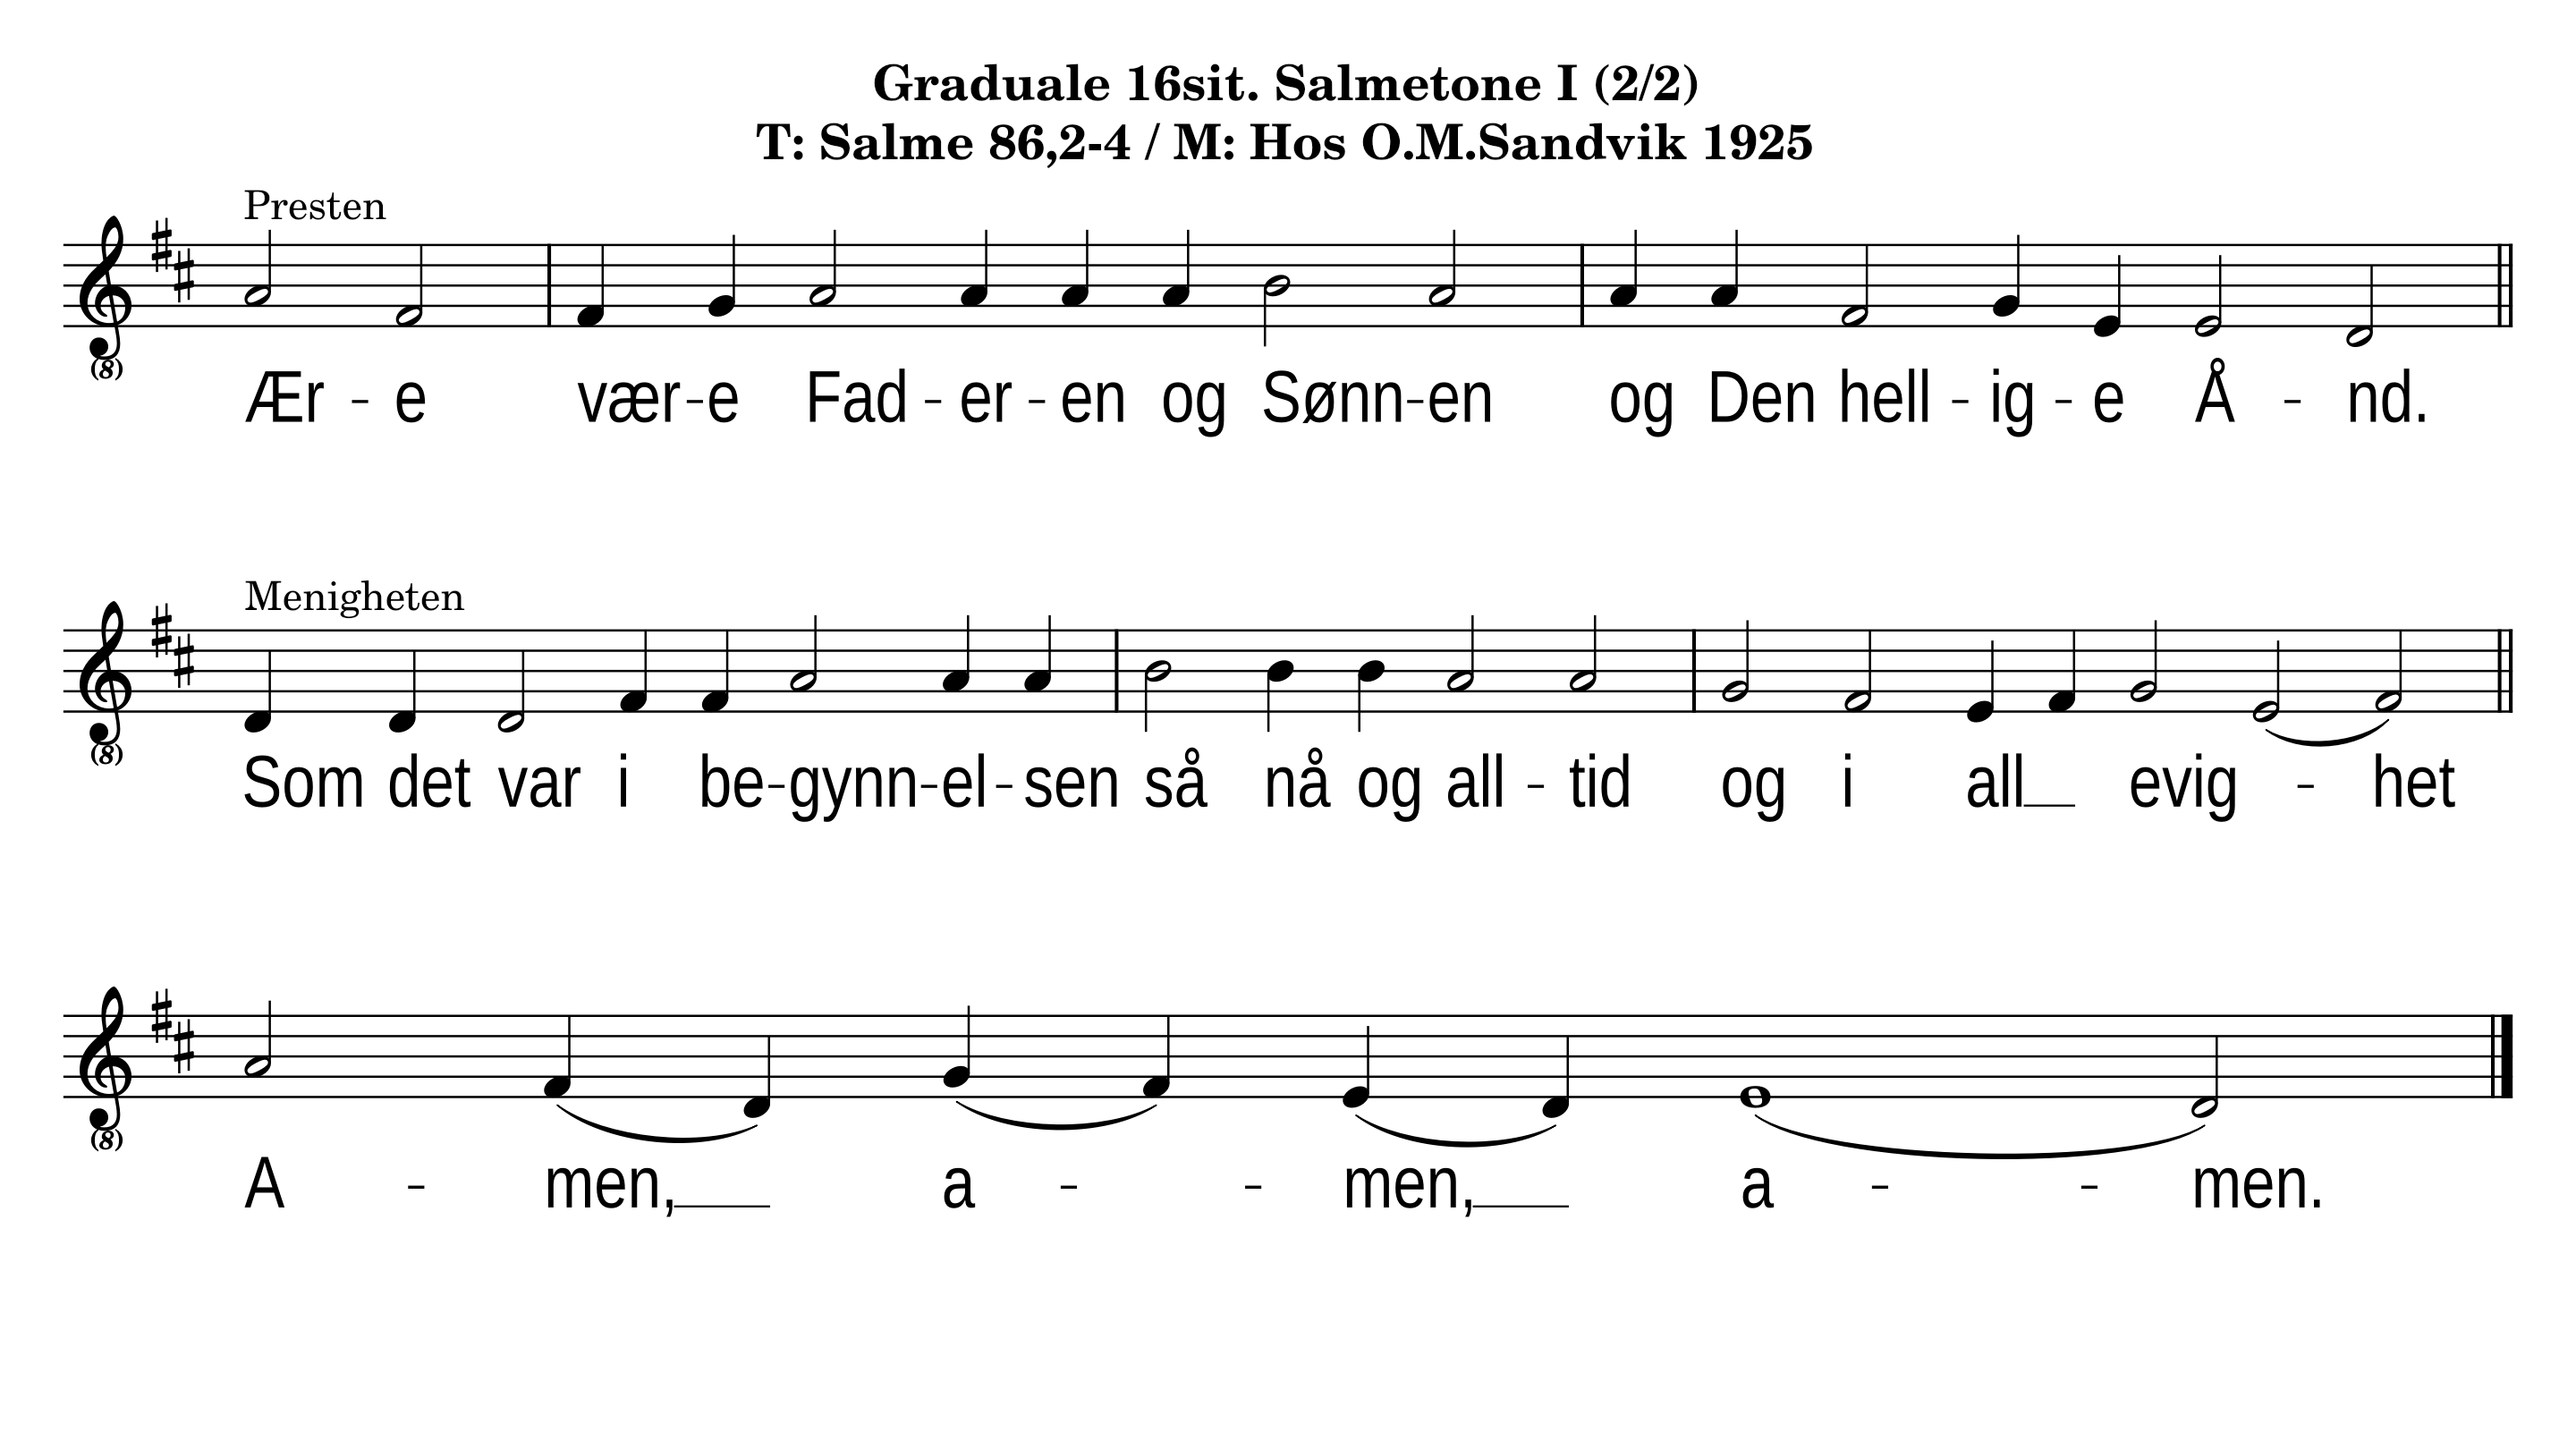 Graduale 16sit. Salmetone I (2/2)
T: Salme 86,2-4 / M: Hos O.M.Sandvik 1925
Presten
(8)
Ær - e vær - e Fad - er - en og Sønn - en og Den hell - ig - e Å - nd.
Menigheten
(8)
Som det var i be - gynn - el - sen så nå og all - tid og i all__ evig - het
(8)
A - men,__ a - - men,__ a - - men.